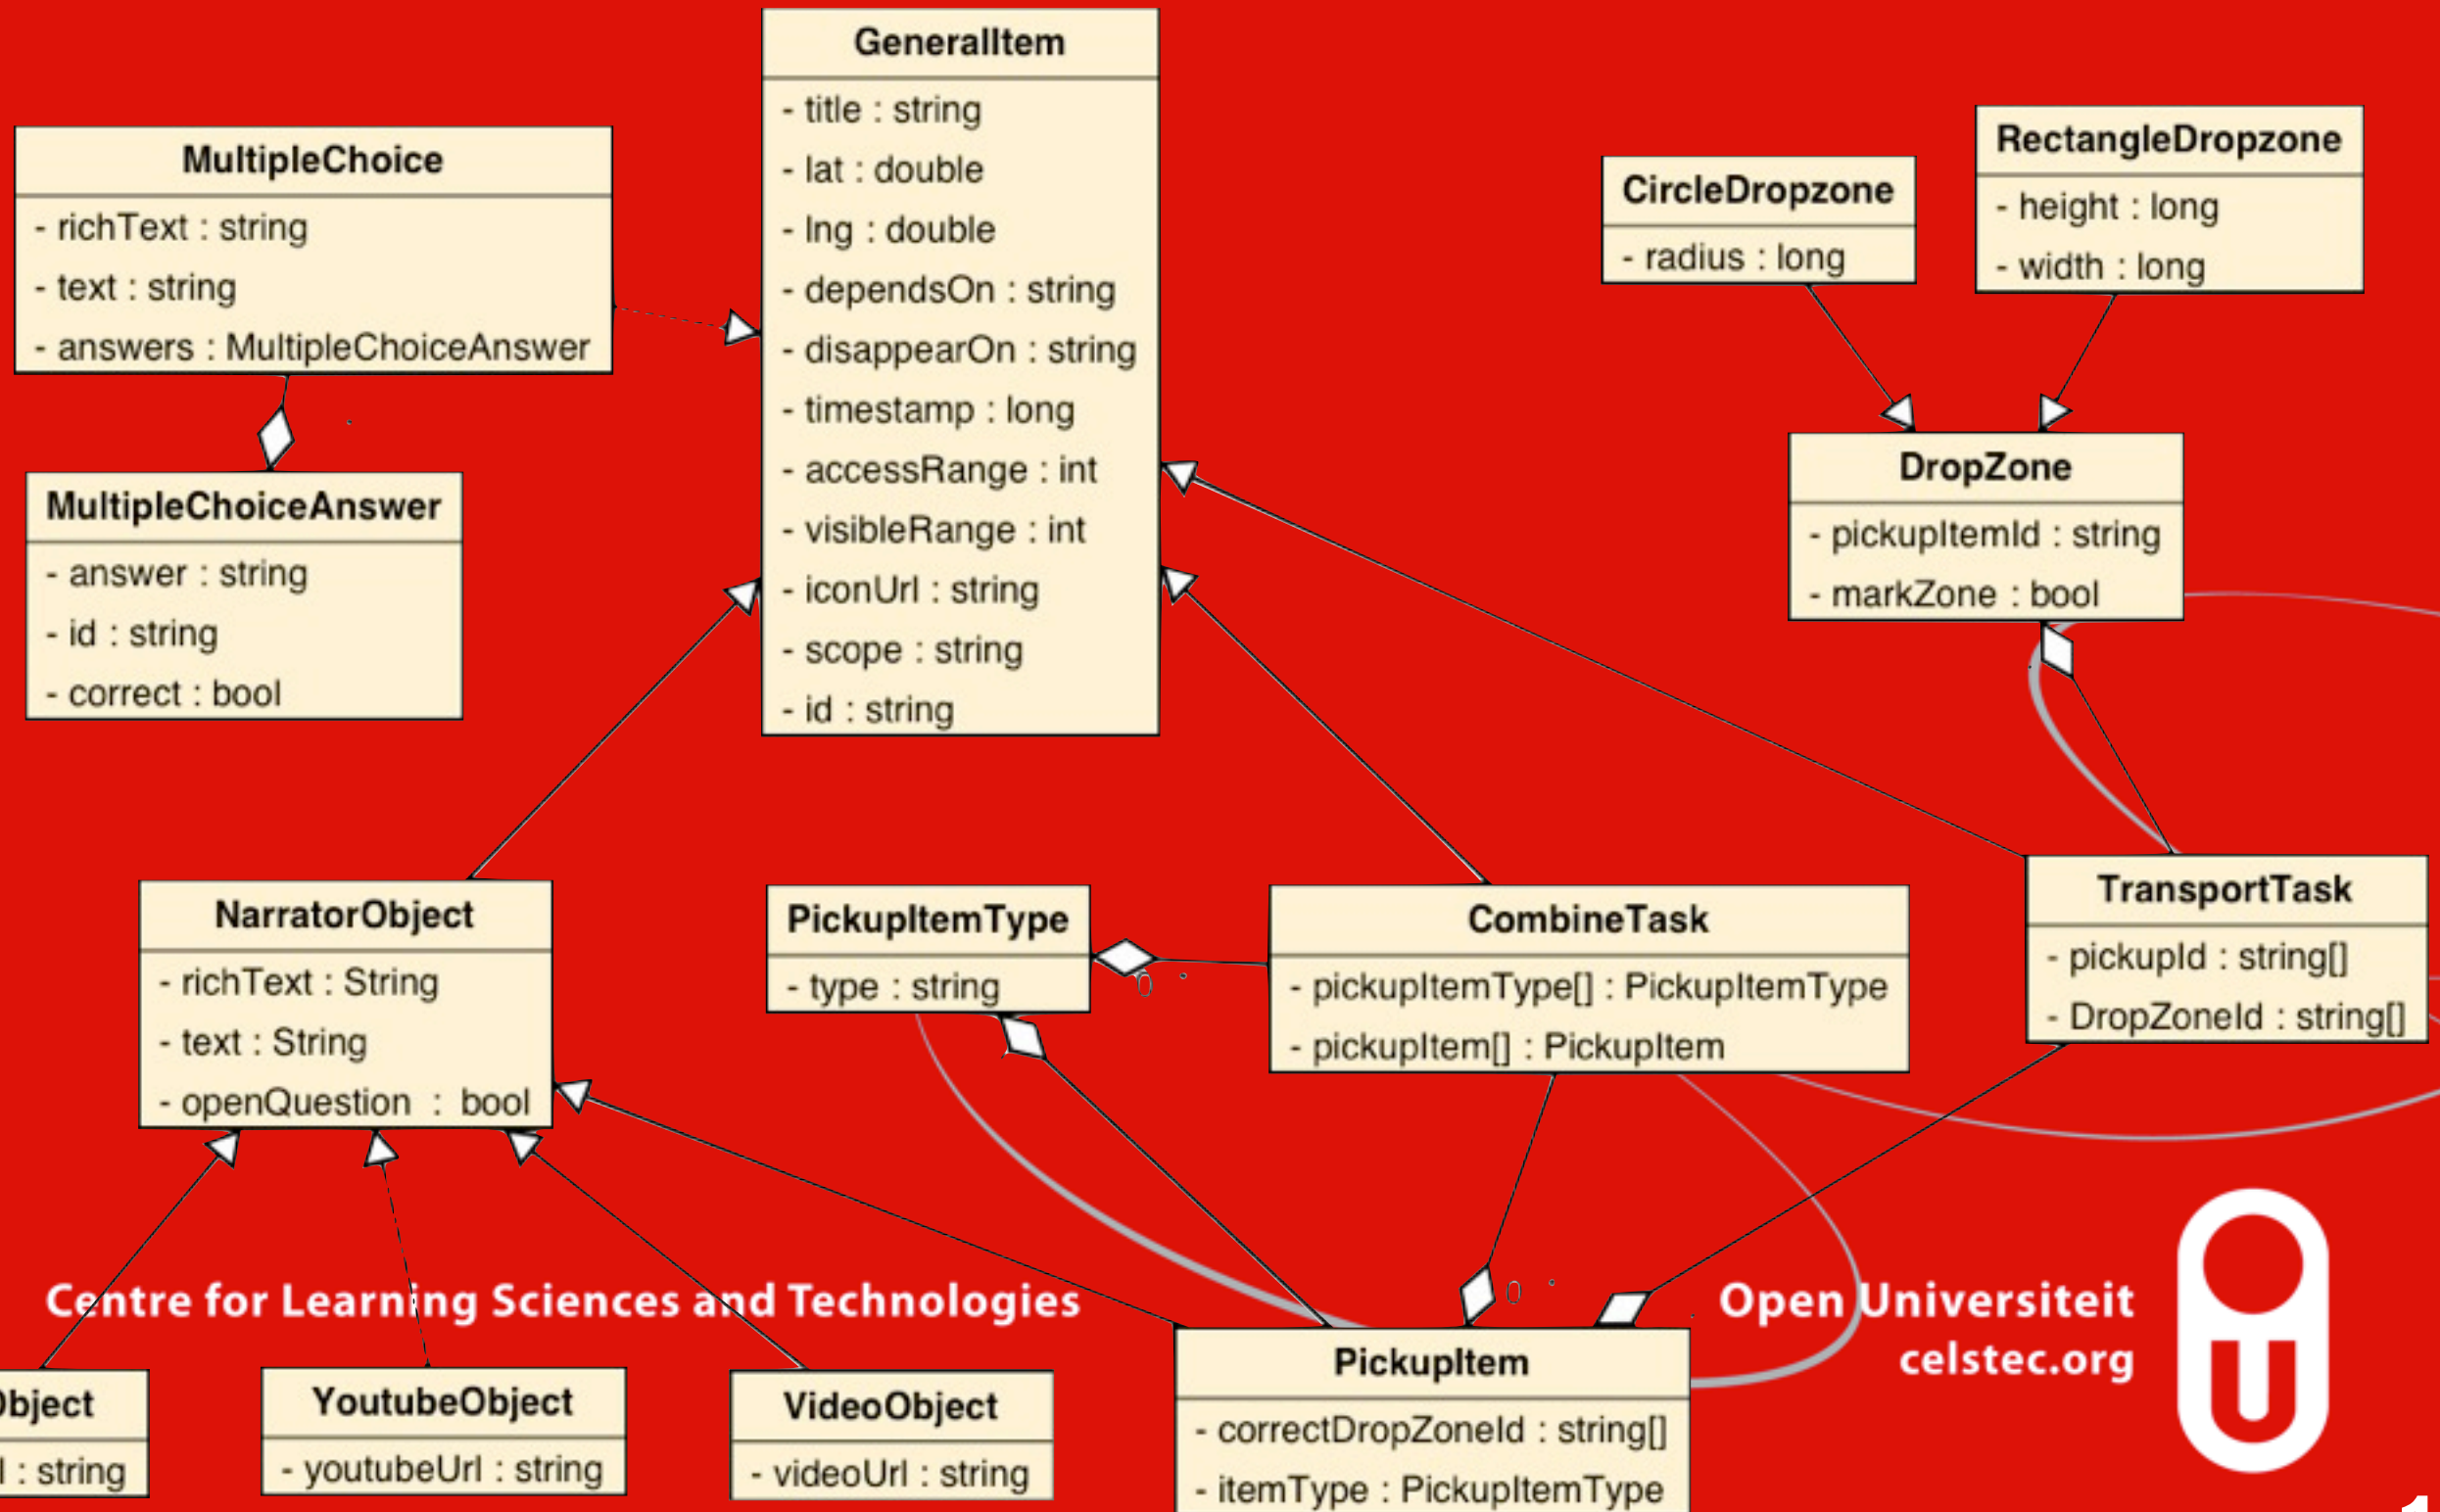 GeneralItem
- title : string
- lat : double
- lng : double
- dependsOn : string
- disappearOn : string
- timestamp : long
- accessRange : int
- visibleRange : int
- iconUrl : string
- scope : string
- id : string
MultipleChoice
- richText : string
- text : string
- answers : MultipleChoiceAnswer
MultipleChoiceAnswer
- answer : string
- id : string
- correct : bool
CircleDropzone
- radius : long
RectangleDropzone
- height : long
- width : long
DropZone
- pickupItemId : string
- markZone : bool
NarratorObject
- richText : String
- text : String
- openQuestion : bool
PickupItemType
- type : string
0
CombineTask
- pickupItemType[] : PickupItemType
- pickupItem[] : PickupItem
TransportTask
- pickupId : string[]
- DropZoneId : string[]
0
Centre for Learning Sciences and Technologies
Open Universiteit
celstec.org
U
Object
l : string
YoutubeObject
- youtubeUrl : string
VideoObject
- videoUrl : string
PickupItem
- correctDropZoneId : string[]
- itemType : PickupItemType